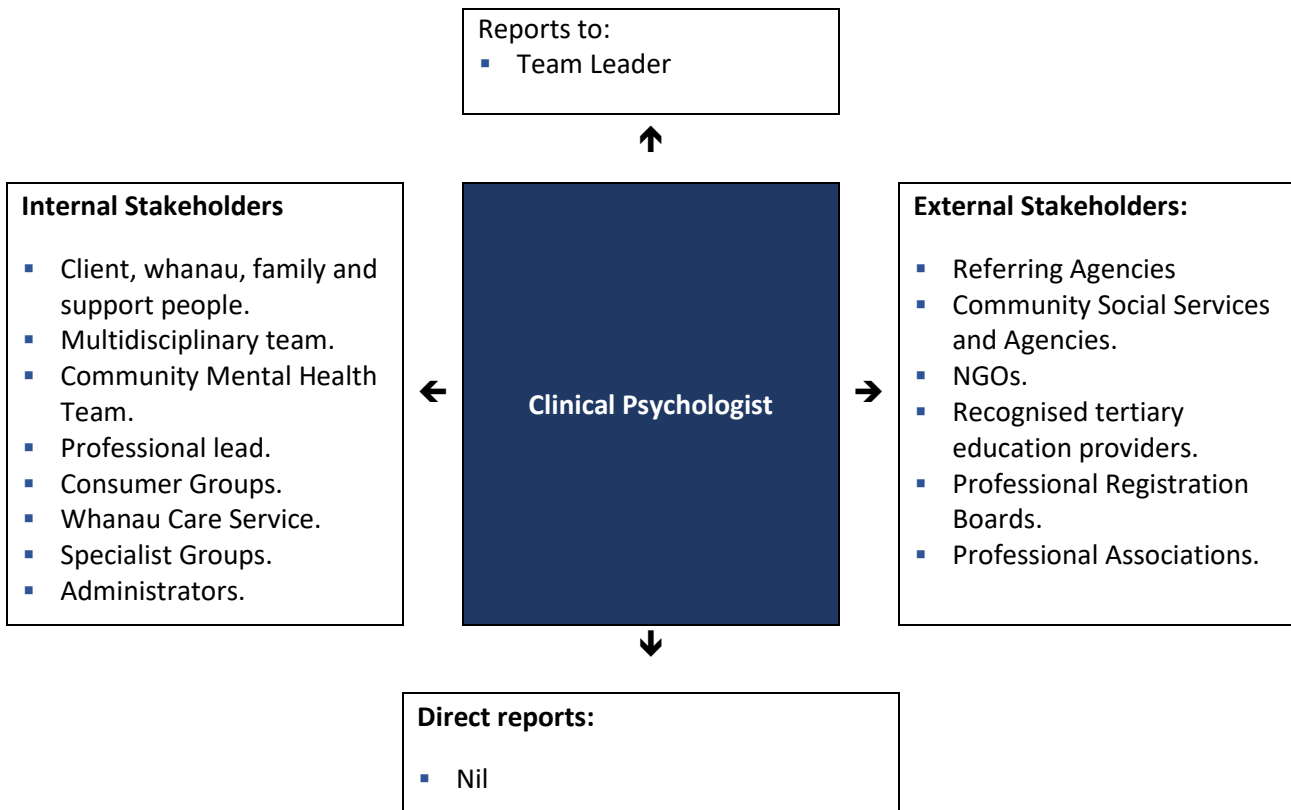 Reports to:
▪ Team Leader
Internal Stakeholders
▪ Client, whanau, family and
support people.
▪ Multidisciplinary team.
▪ Community Mental Health
Team.
▪ Professional lead.
▪ Consumer Groups.
▪ Whanau Care Service.
▪ Specialist Groups.
▪ Administrators.
Clinical Psychologist
External Stakeholders:
▪ Referring Agencies
▪ Community Social Services
and Agencies.
▪ NGOs.
▪ Recognised tertiary
education providers.
▪ Professional Registration
Boards.
▪ Professional Associations.
Direct reports:
▪ Nil